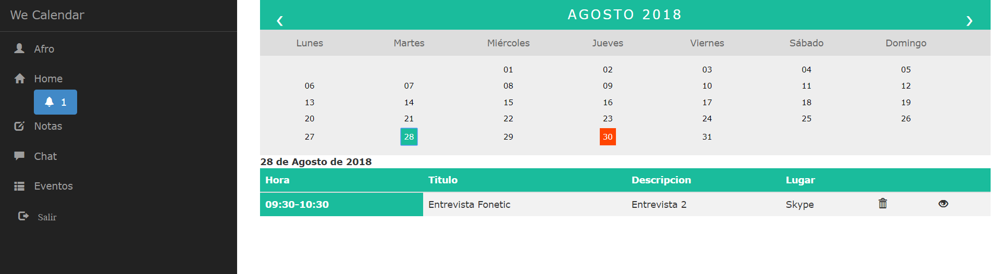 We Calendar
Afro
Home
1
Notas
Chat
Eventos
Salir
AGOSTO 2018
Lunes Martes Miércoles Jueves Viernes Sábado Domingo
01 02 03 04 05
06 07 08 09 10 11 12
13 14 15 16 17 18 19
20 21 22 23 24 25 26
27 28 29 30 31
28 de Agosto de 2018
Hora Titulo Descripcion Lugar
09:30-10:30 Entrevista Fonetic Entrevista 2 Skype